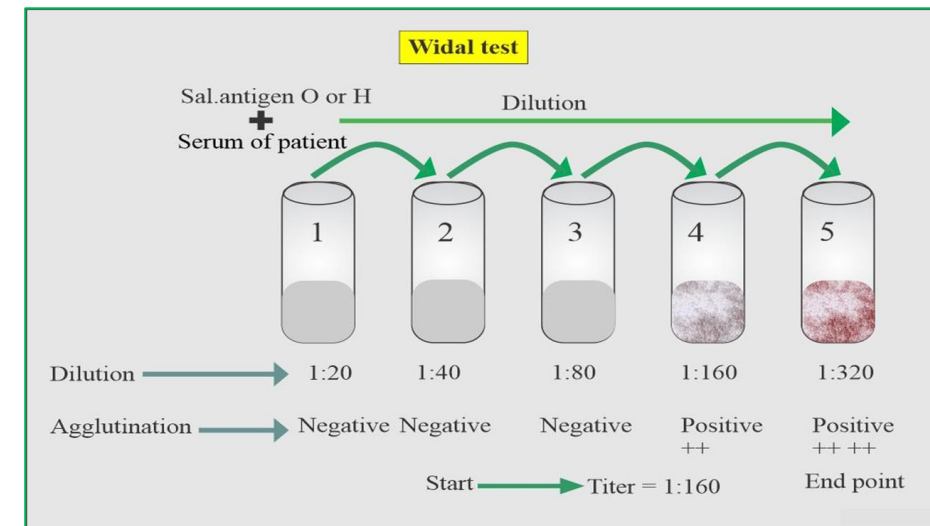 Widal test
Sal.antigen O or H
Dilution
+
Serum of patient
1 2 3 4 5
Dilution 1:20 1:40 1:80 1:160 1:320
Agglutination Negative Negative Negative Positive Positive
++ ++ ++
Start Titer = 1:160 End point